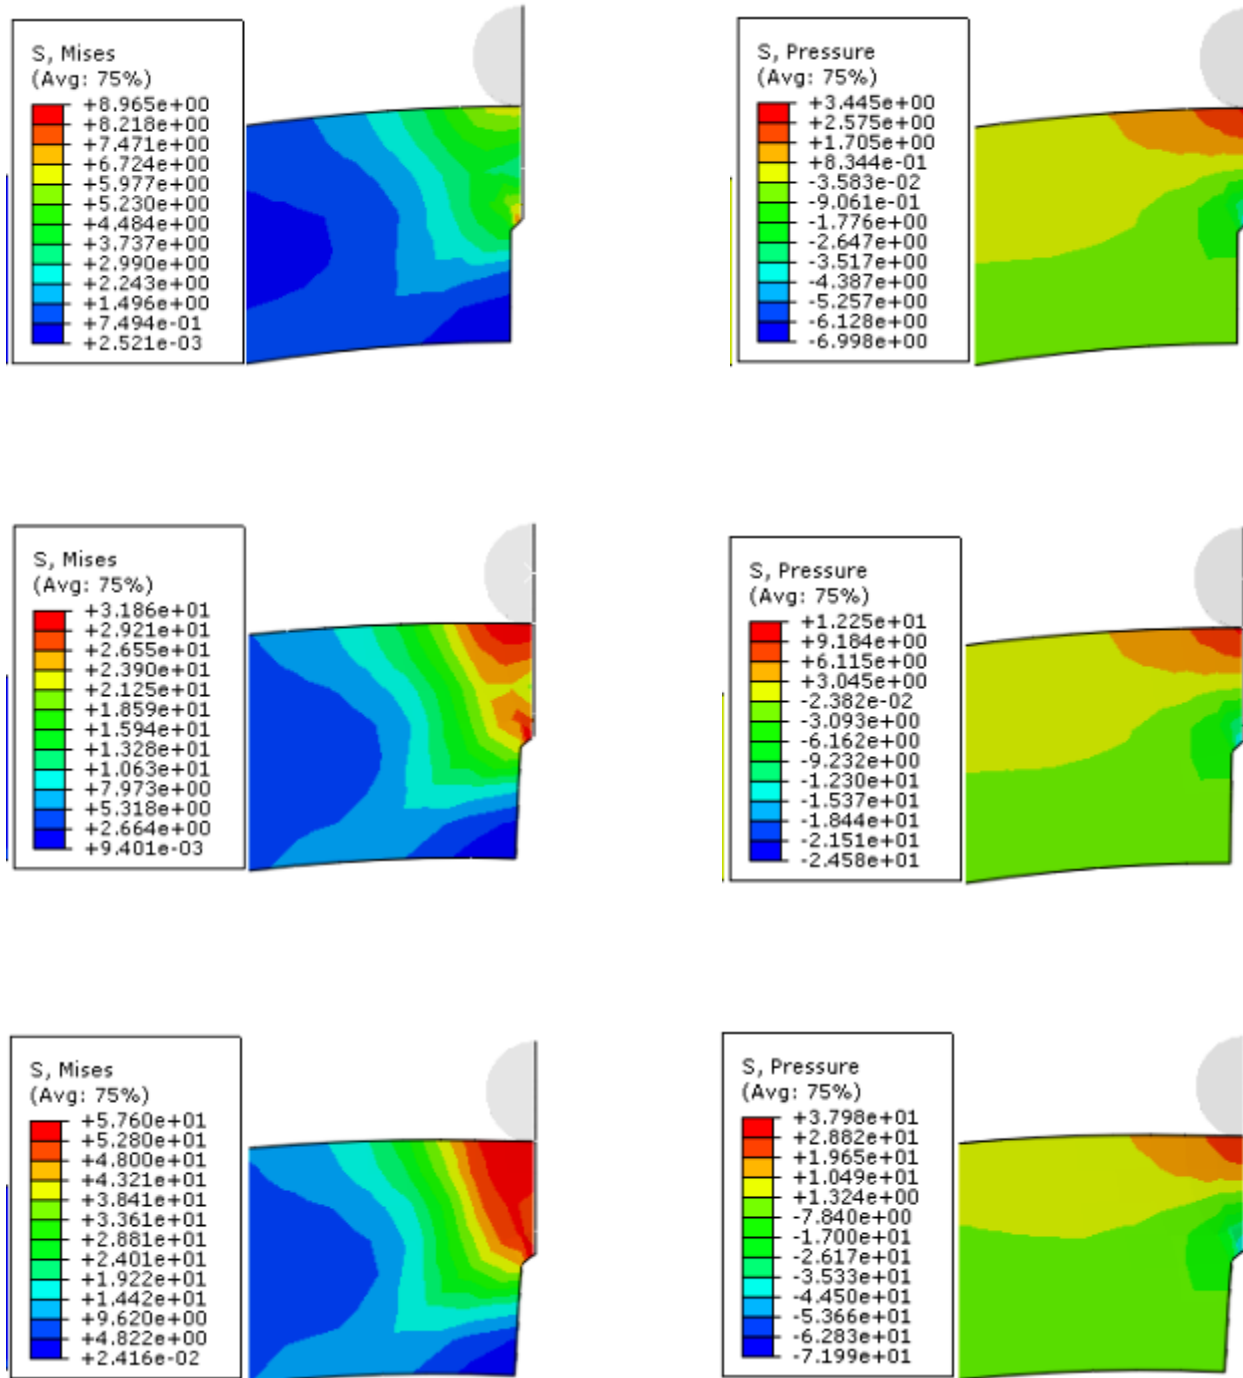 S, Mises
(Avg: 75%)
+8.965e+00
+8.218e+00
+7.471e+00
+6.724e+00
+5.977e+00
+5.230e+00
+4.484e+00
+3.737e+00
+2.990e+00
+2.243e+00
+1.496e+00
+7.494e-01
+2.521e-03
S, Pressure
(Avg: 75%)
+3.445e+00
+2.575e+00
+1.705e+00
+8.344e-01
-3.583e-02
-9.061e-01
-1.776e+00
-2.647e+00
-3.517e+00
-4.387e+00
-5.257e+00
-6.128e+00
-6.998e+00
S, Mises
(Avg: 75%)
+3.186e+01
+2.921e+01
+2.655e+01
+2.390e+01
+2.125e+01
+1.859e+01
+1.594e+01
+1.328e+01
+1.063e+01
+7.973e+00
+5.318e+00
+2.664e+00
+9.401e-03
S, Pressure
(Avg: 75%)
+1.225e+01
+9.184e+00
+6.115e+00
+3.045e+00
-2.382e-02
-3.093e+00
-6.162e+00
-9.232e+00
-1.230e+01
-1.537e+01
-1.844e+01
-2.151e+01
-2.458e+01
S, Mises
(Avg: 75%)
+5.760e+01
+5.280e+01
+4.800e+01
+4.321e+01
+3.841e+01
+3.361e+01
+2.881e+01
+2.401e+01
+1.922e+01
+1.442e+01
+9.620e+00
+4.822e+00
+2.416e-02
S, Pressure
(Avg: 75%)
+3.798e+01
+2.882e+01
+1.965e+01
+1.049e+01
+1.324e+00
-7.840e+00
-1.700e+01
-2.617e+01
-3.533e+01
-4.450e+01
-5.366e+01
-6.283e+01
-7.199e+01